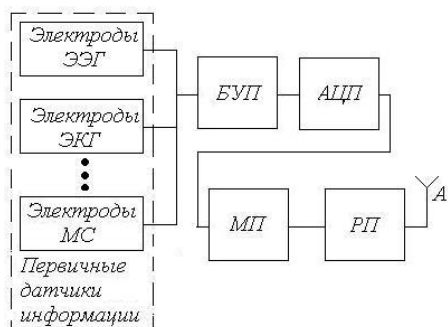 Электроды
ЭЭГ
БУП
АЦП
Электроды
ЭКГ
Электроды
МС
МП
РП
А
Первичные
датчики
информации